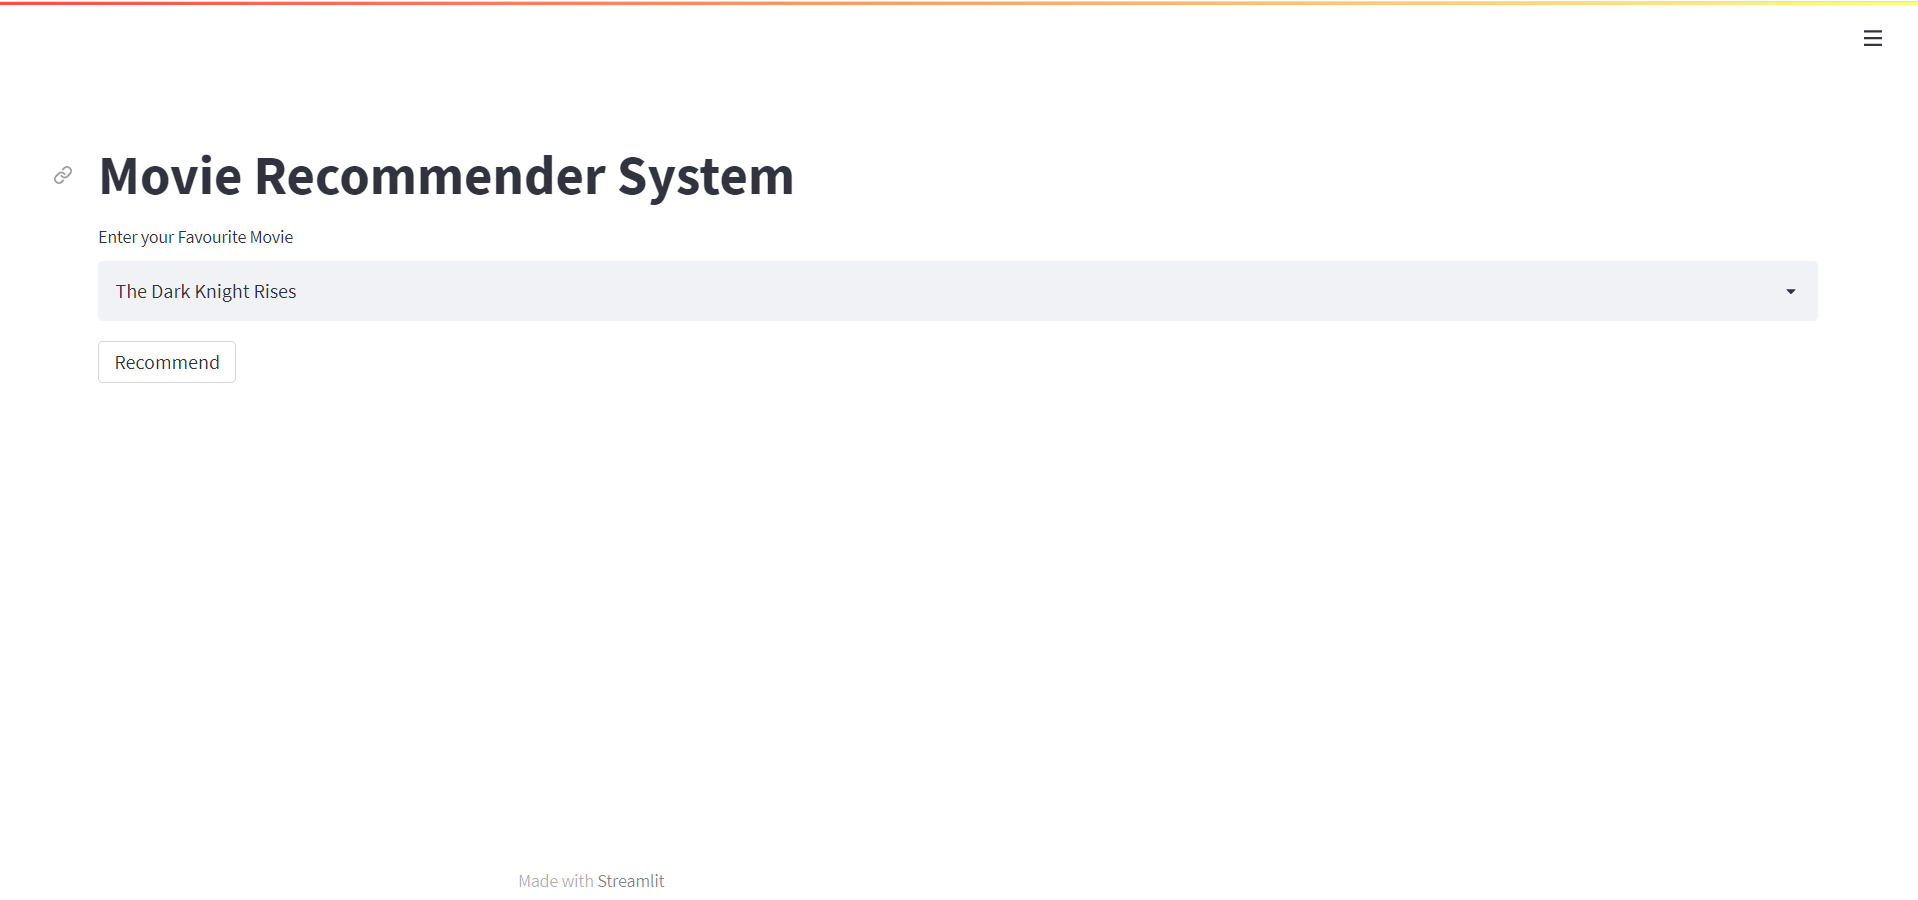 Movie Recommender System
Enter your Favourite Movie
The Dark Knight Rises
Recommend
Made with Streamlit